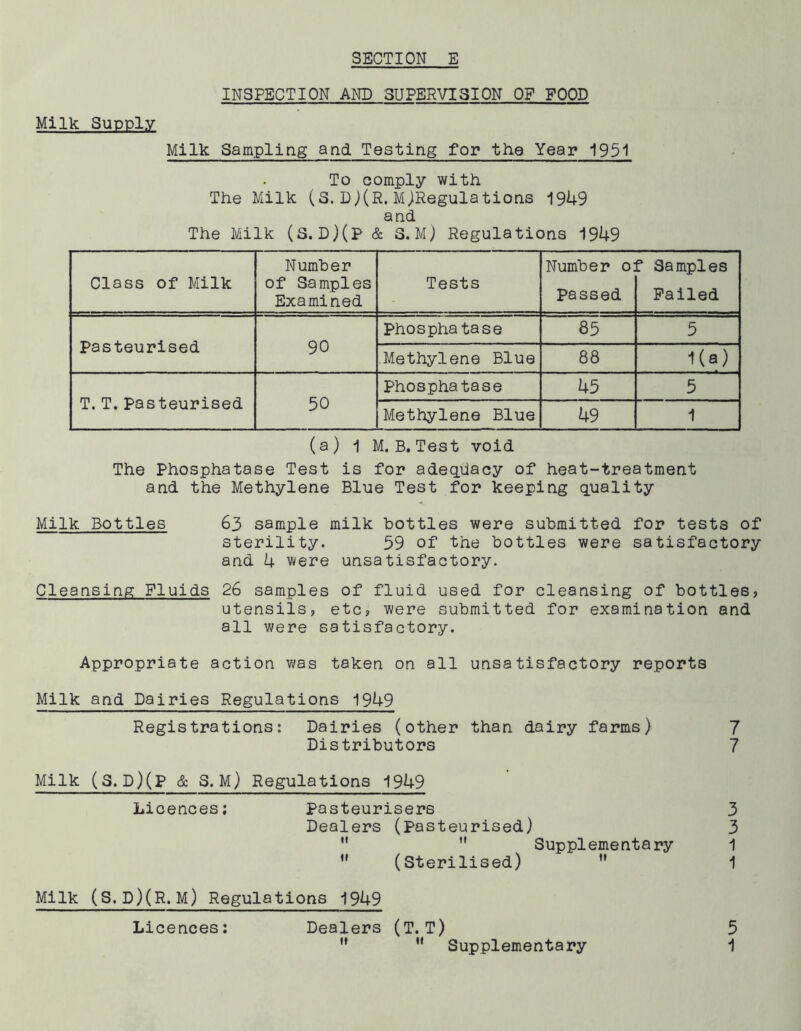 SECTION E
INSPECTION AND SUPERVISION OF FOOD
Milk Supply
Milk Sampling and Testing for the Year 1951
To comply with
The Milk (S.D)(R.M)Regulations 1949
and
The Milk (S.D)(P & S.M) Regulations 1949
Class of Milk | Number of Samples Examined | Tests | Number of Samples Passed | Failed
Pasteurised | 90 | Phosphatase | 85 | 5
Methylene Blue | 88 | 1(a)
T.T. Pasteurised | 50 | Phosphatase | 45 | 5
Methylene Blue | 49 | 1
(a) 1 M.B.Test void
The Phosphatase Test is for adequacy of heat-treatment
and the Methylene Blue Test for keeping quality
Milk Bottles 63 sample milk bottles were submitted for tests of
sterility. 59 of the bottles were satisfactory
and 4 were unsatisfactory.
Cleansing Fluids 26 samples of fluid used for cleansing of bottles,
utensils, etc, were submitted for examination and
all were satisfactory.
Appropriate action was taken on all unsatisfactory reports
Milk and Dairies Regulations 1949
Registrations: Dairies (other than dairy farms) 7
Distributors 7
Milk (S.D)(P & S.M) Regulations 1949
Licences: Pasteurisers 3
Dealers (Pasteurised) 3
" " Supplementary 1
" (Sterilised) " 1
Milk (S.D)(R.M) Regulations 1949
Licences: Dealers (T.T) 5
" " Supplementary 1